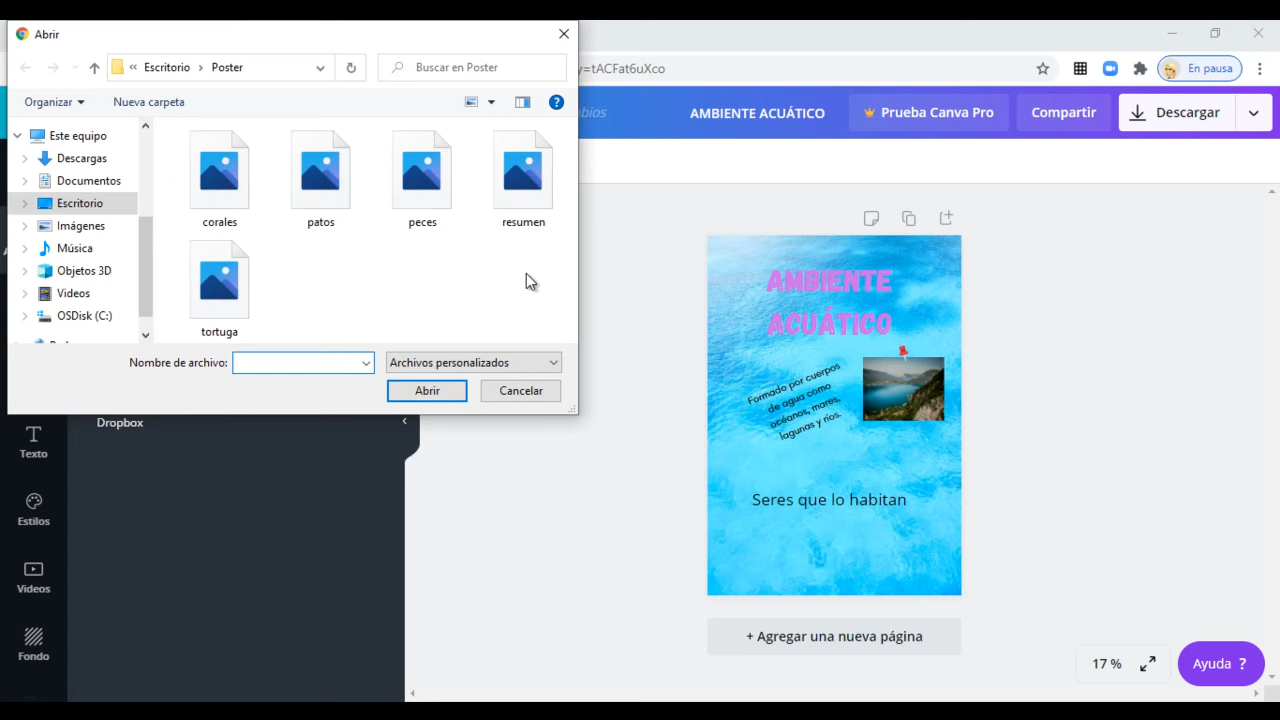 Abrir
« Escritorio › Poster
Buscar en Poster
Organizar
Nueva carpeta
Este equipo
Descargas
Documentos
Escritorio
Imágenes
Música
Objetos 3D
Videos
OSDisk (C:)
corales
patos
peces
resumen
tortuga
Nombre de archivo:
Archivos personalizados
Abrir
Cancelar
y=tACFat6uXco
En pausa
AMBIENTE ACUÁTICO
Prueba Canva Pro
Compartir
Descargar
Dropbox
Texto
Estilos
Videos
Fondo
AMBIENTE
ACUÁTICO
Formado por cuerpos
de agua como
océanos, mares,
lagunas y ríos.
Seres que lo habitan
+ Agregar una nueva página
17 %
Ayuda ?